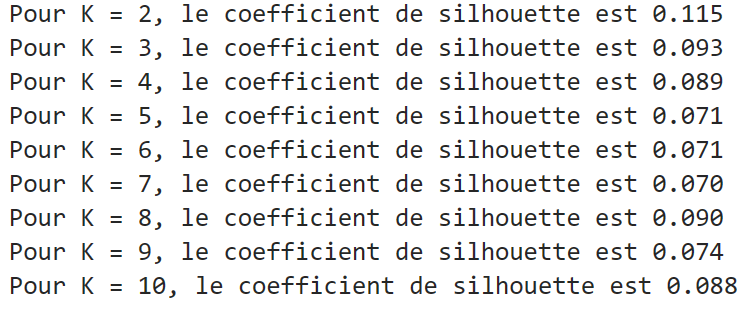 Pour K = 2, le coefficient de silhouette est 0.115
Pour K = 3, le coefficient de silhouette est 0.093
Pour K = 4, le coefficient de silhouette est 0.089
Pour K = 5, le coefficient de silhouette est 0.071
Pour K = 6, le coefficient de silhouette est 0.071
Pour K = 7, le coefficient de silhouette est 0.070
Pour K = 8, le coefficient de silhouette est 0.090
Pour K = 9, le coefficient de silhouette est 0.074
Pour K = 10, le coefficient de silhouette est 0.088